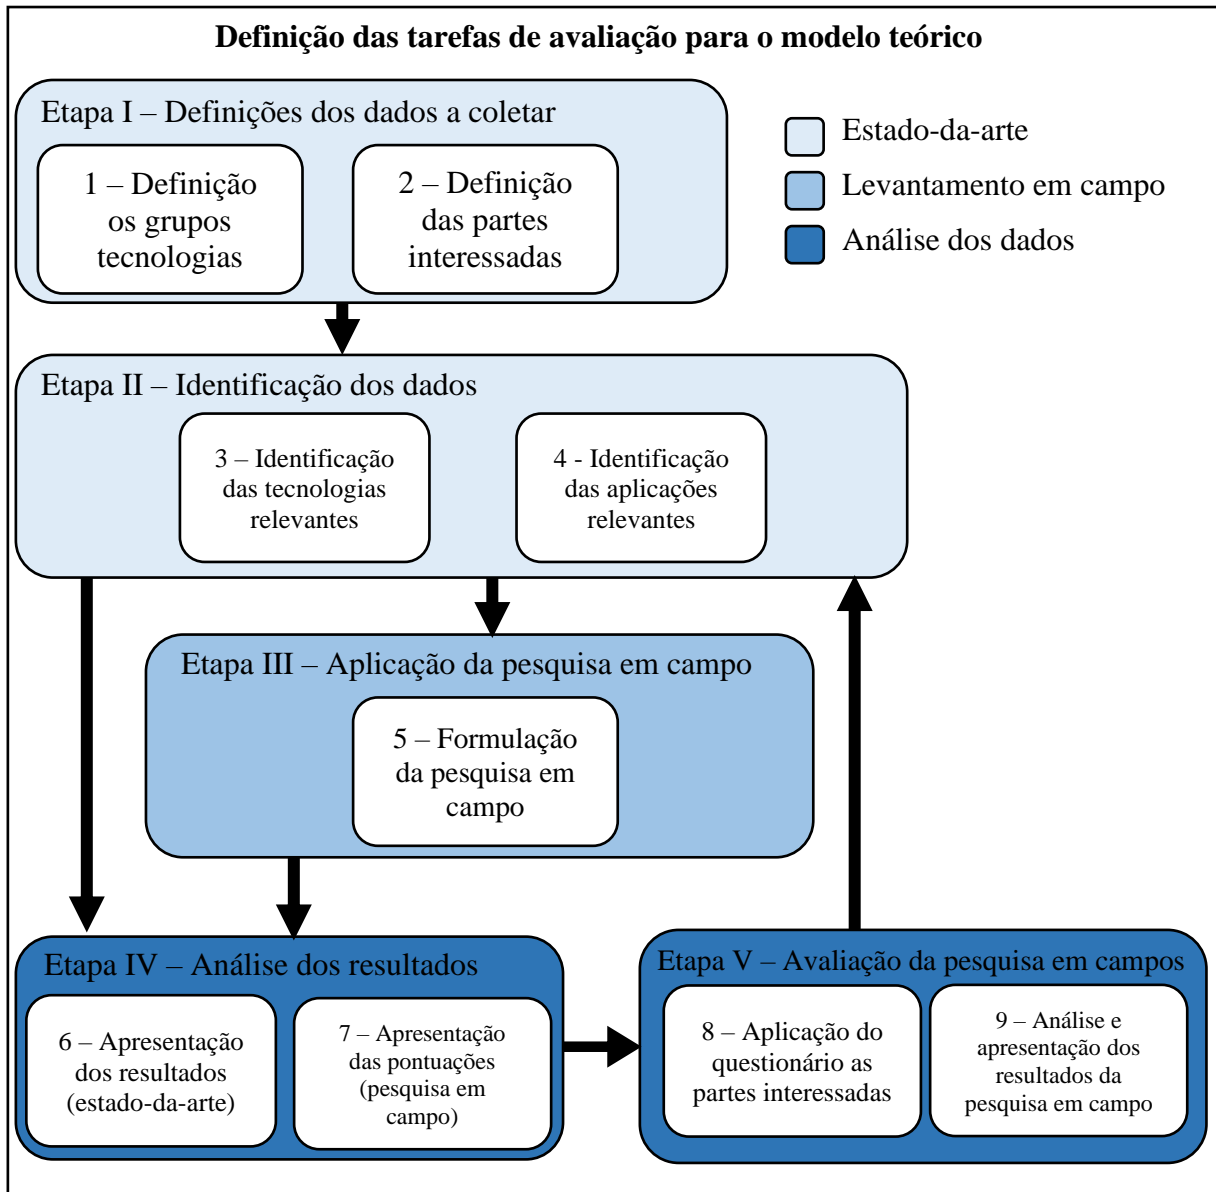 Definição das tarefas de avaliação para o modelo teórico
Etapa I – Definições dos dados a coletar
1 – Definição
os grupos
tecnologias
2 – Definição
das partes
interessadas
Estado-da-arte
Levantamento em campo
Análise dos dados
Etapa II – Identificação dos dados
3 – Identificação
das tecnologias
relevantes
4 - Identificação
das aplicações
relevantes
Etapa III – Aplicação da pesquisa em campo
5 – Formulação
da pesquisa em
campo
Etapa IV – Análise dos resultados
6 – Apresentação
dos resultados
(estado-da-arte)
7 – Apresentação
das pontuações
(pesquisa em
campo)
Etapa V – Avaliação da pesquisa em campos
8 – Aplicação do
questionário as
partes interessadas
9 – Análise e
apresentação dos
resultados da
pesquisa em campo